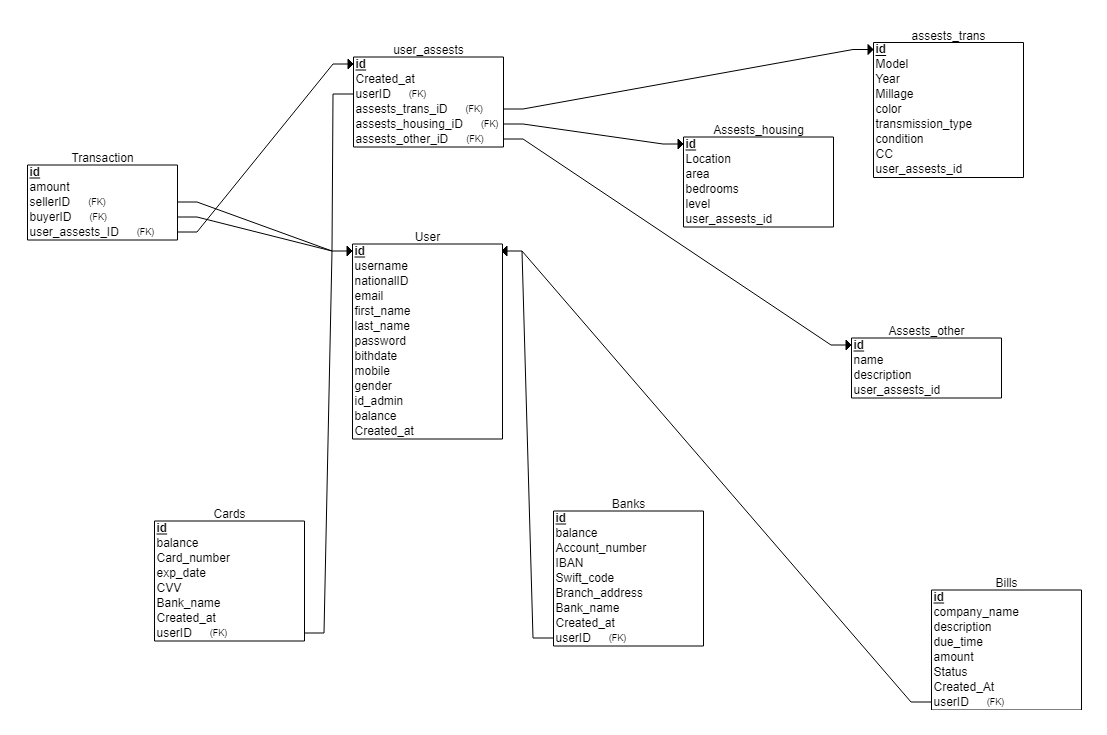 user_assests
id
Created_at
userID (FK)
assests_trans_iD (FK)
assests_housing_iD (FK)
assests_other_iD (FK)
assests_trans
id
Model
Year
Millage
color
transmission_type
condition
CC
user_assests_id
Assests_housing
id
Location
area
bedrooms
level
user_assests_id
Transaction
id
amount
sellerID (FK)
buyerID (FK)
user_assests_ID (FK)
User
id
username
nationalID
email
first_name
last_name
password
bithdate
mobile
gender
id_admin
balance
Created_at
Assests_other
id
name
description
user_assests_id
Cards
id
balance
Card_number
exp_date
CVV
Bank_name
Created_at
userID (FK)
Banks
id
balance
Account_number
IBAN
Swift_code
Branch_address
Bank_name
Created_at
userID (FK)
Bills
id
company_name
description
due_time
amount
Status
Created_At
userID (FK)